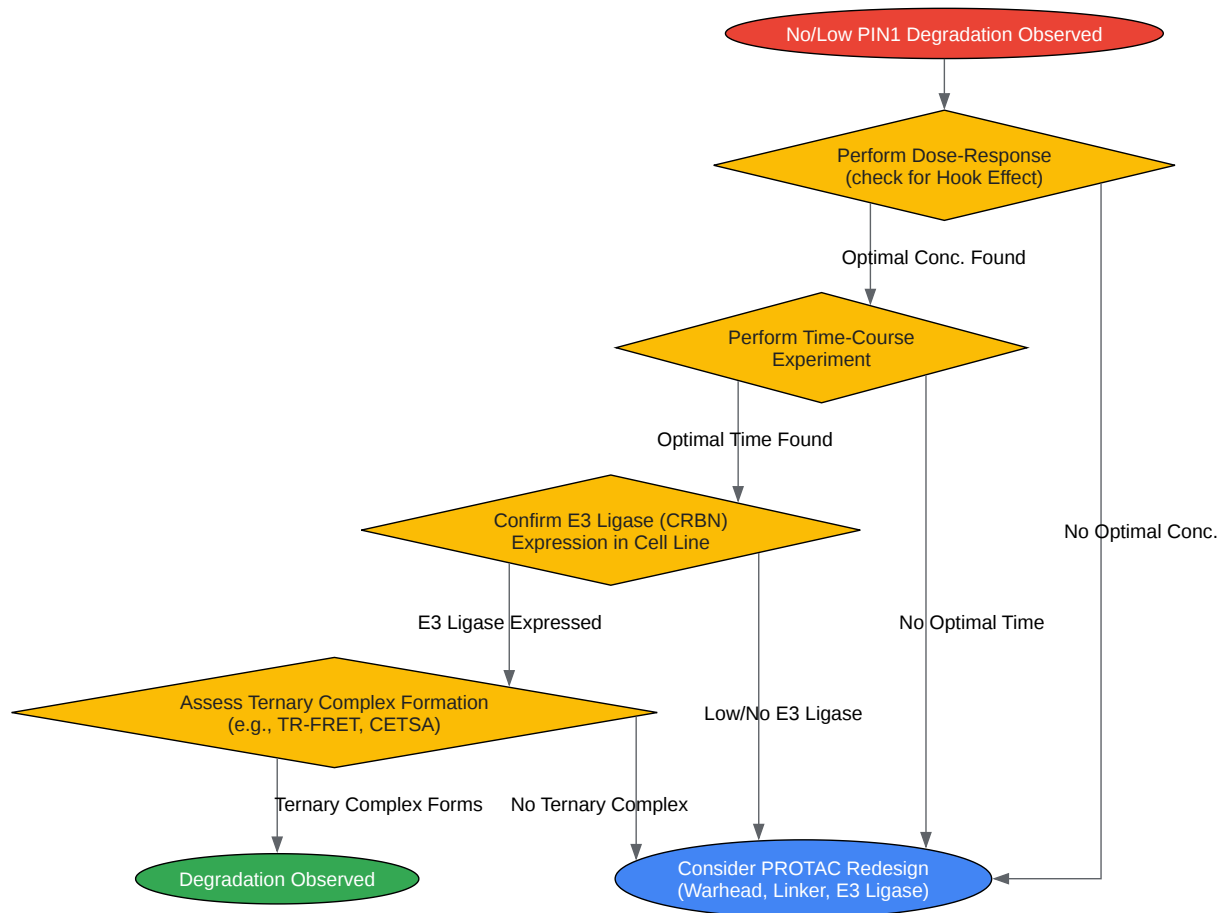 No/Low PIN1 Degradation Observed
Perform Dose-Response
(check for Hook Effect)
Optimal Conc. Found
Perform Time-Course
Experiment
Optimal Time Found
Confirm E3 Ligase (CRBN)
Expression in Cell Line
No Optimal Conc.
E3 Ligase Expressed
No Optimal Time
Assess Ternary Complex Formation
(e.g., TR-FRET, CETSA)
Low/No E3 Ligase
Ternary Complex Forms
No Ternary Complex
Degradation Observed
Consider PROTAC Redesign
(Warhead, Linker, E3 Ligase)